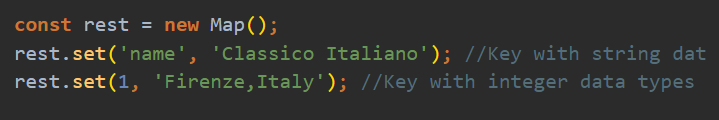 const rest = new Map();
rest.set('name', 'Classico Italiano'); //Key with string dat
rest.set(1, 'Firenze,Italy'); //Key with integer data types